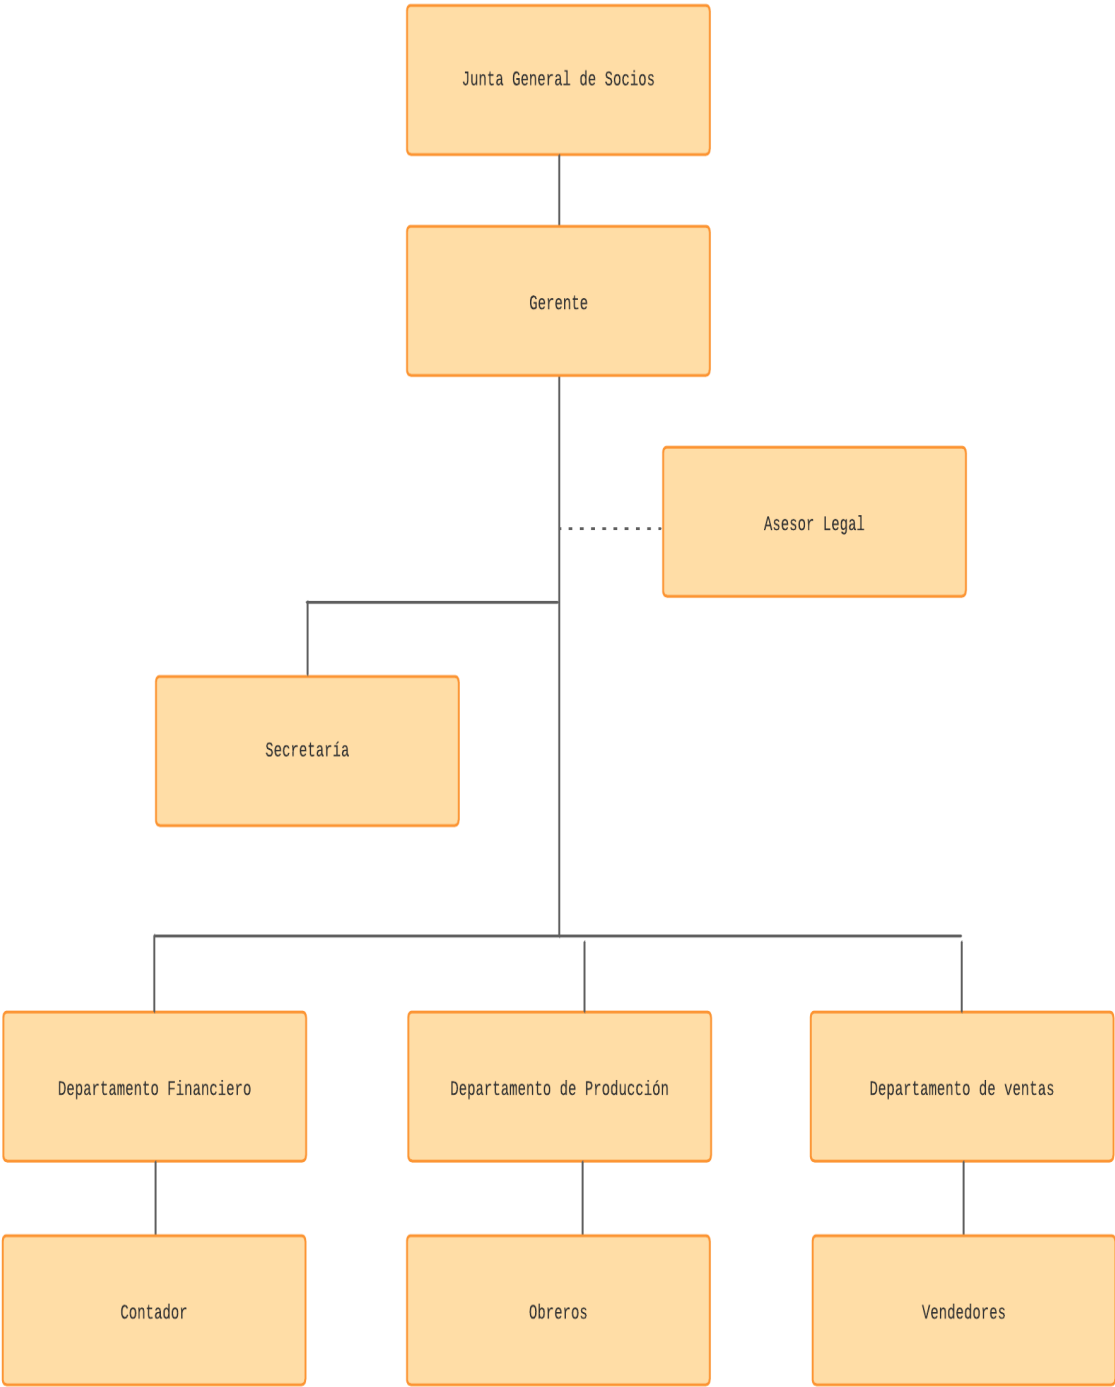 Junta General de Socios
Gerente
Asesor Legal
Secretaría
Departamento Financiero
Departamento de Producción
Departamento de ventas
Contador
Obreros
Vendedores